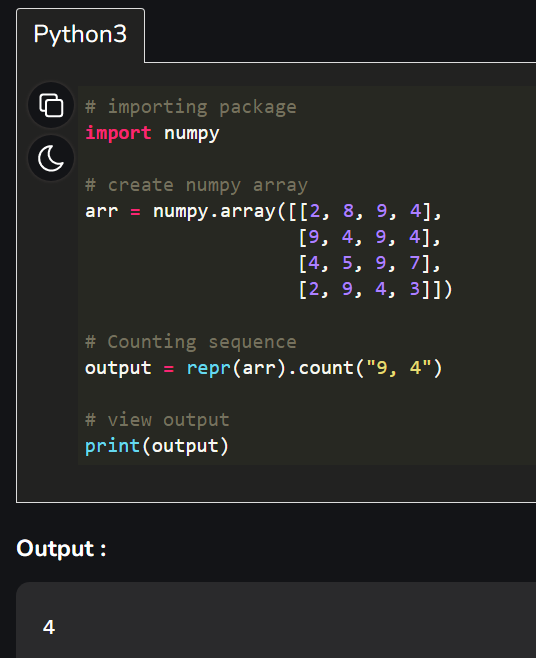 Python3
# importing package
import numpy
# create numpy array
arr = numpy.array([[2, 8, 9, 4],
[9, 4, 9, 4],
[4, 5, 9, 7],
[2, 9, 4, 3]])
# Counting sequence
output = repr(arr).count("9, 4")
# view output
print(output)
Output :
4